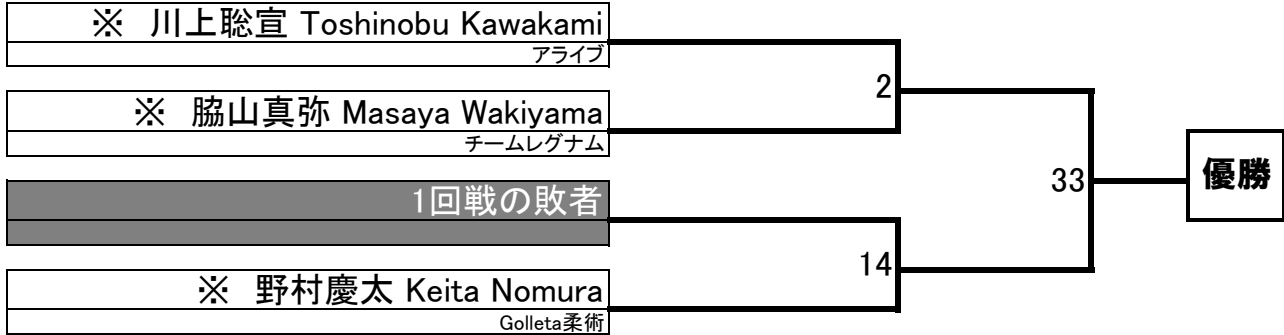 ※ 川上聡宣 Toshinobu Kawakami
アライブ
2
※ 脇山真弥 Masaya Wakiyama
チームレグナム
33
優勝
1回戦の敗者
14
※ 野村慶太 Keita Nomura
Golleta柔術